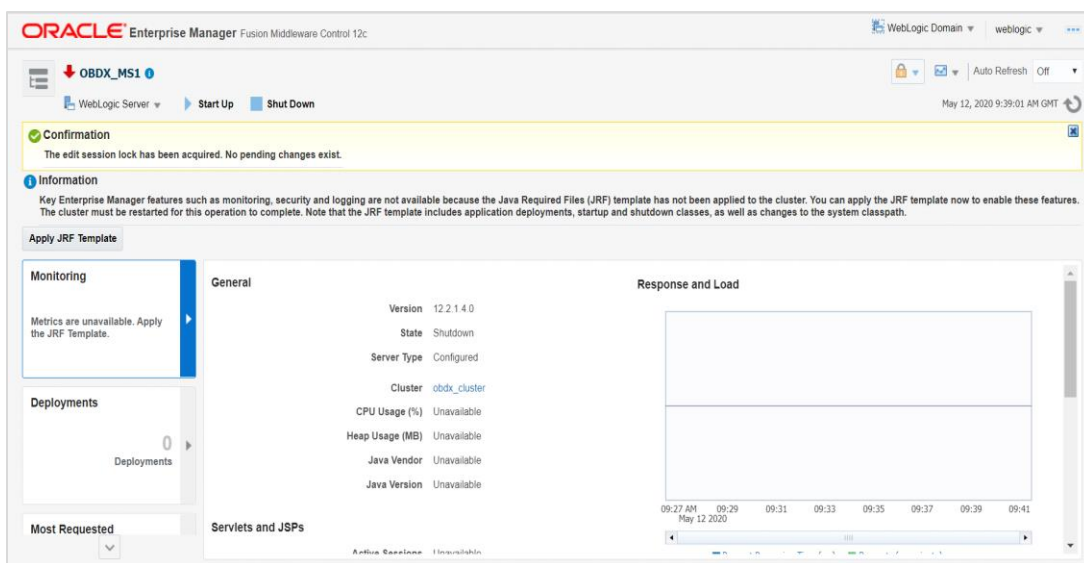 ORACLE Enterprise Manager Fusion Middleware Control 12c
WebLogic Domain weblogic
OBDX_MS1
Auto Refresh Off
WebLogic Server Start Up Shut Down
May 12, 2020 9:39:01 AM GMT
Confirmation
The edit session lock has been acquired. No pending changes exist.
Information
Key Enterprise Manager features such as monitoring, security and logging are not available because the Java Required Files (JRF) template has not been applied to the cluster. You can apply the JRF template now to enable these features.
The cluster must be restarted for this operation to complete. Note that the JRF template includes application deployments, startup and shutdown classes, as well as changes to the system classpath.
Apply JRF Template
Monitoring
Metrics are unavailable. Apply
the JRF Template.
Deployments
0
Deployments
Most Requested
General
Version 12.2.1.4.0
State Shutdown
Server Type Configured
Cluster obdx_cluster
CPU Usage (%) Unavailable
Heap Usage (MB) Unavailable
Java Vendor Unavailable
Java Version Unavailable
Servlets and JSPs
Active Sessions Unavailable
Response and Load
09:27 AM 09:29 09:31 09:33 09:35 09:37 09:39 09:41
May 12 2020